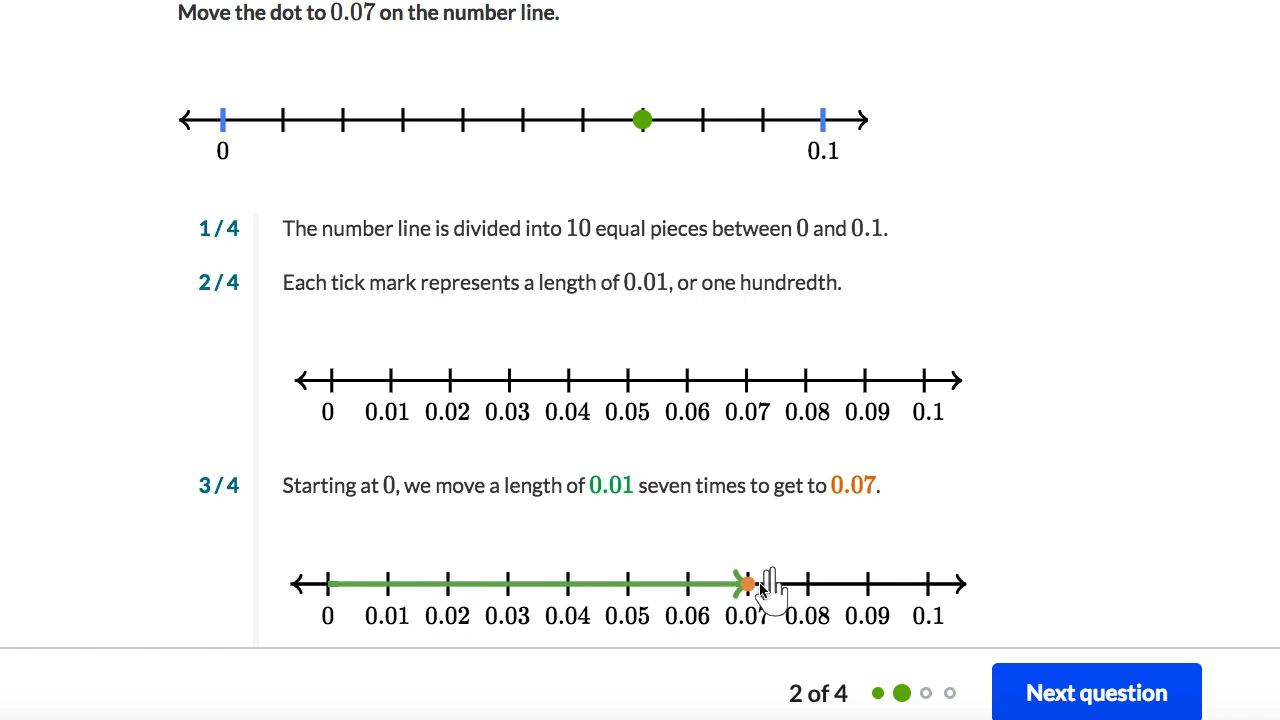 Move the dot to 0.07 on the number line.
0 0.1
1 / 4 The number line is divided into 10 equal pieces between 0 and 0.1.
2 / 4 Each tick mark represents a length of 0.01, or one hundredth.
0 0.01 0.02 0.03 0.04 0.05 0.06 0.07 0.08 0.09 0.1
3 / 4 Starting at 0, we move a length of 0.01 seven times to get to 0.07.
0 0.01 0.02 0.03 0.04 0.05 0.06 0.07 0.08 0.09 0.1
2 of 4 Next question